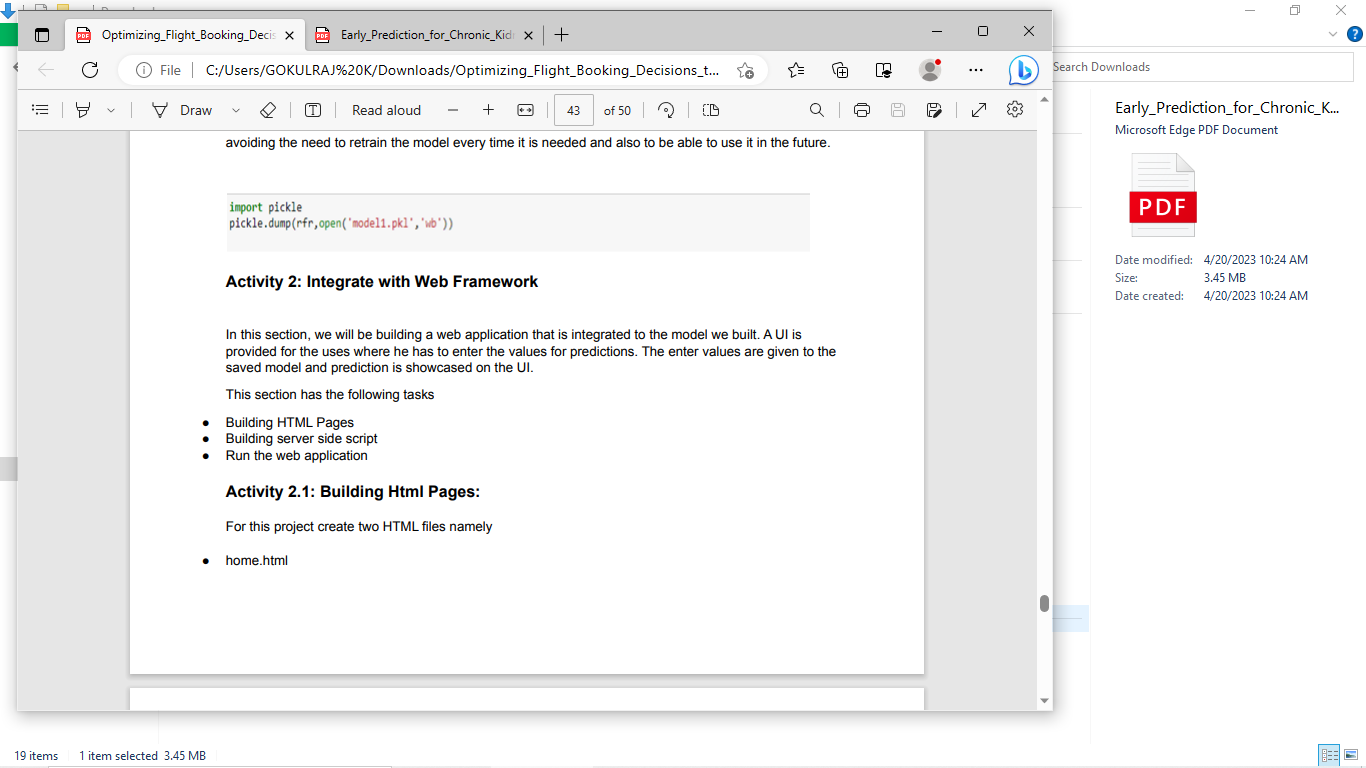 Optimizing_Flight_Booking_Decis
Early_Prediction_for_Chronic_Kid
File
C:/Users/GOKULRAJ%20K/Downloads/Optimizing_Flight_Booking_Decisions_t...
Search Downloads
Draw
Read aloud
43
of 50
avoiding the need to retrain the model every time it is needed and also to be able to use it in the future.
import pickle
pickle.dump(rfr,open('model1.pkl','wb'))
Activity 2: Integrate with Web Framework
In this section, we will be building a web application that is integrated to the model we built. A UI is
provided for the uses where he has to enter the values for predictions. The enter values are given to the
saved model and prediction is showcased on the UI.
This section has the following tasks
● Building HTML Pages
● Building server side script
● Run the web application
Activity 2.1: Building Html Pages:
For this project create two HTML files namely
● home.html
Early_Prediction_for_Chronic_K...
Microsoft Edge PDF Document
PDF
Date modified: 4/20/2023 10:24 AM
Size: 3.45 MB
Date created: 4/20/2023 10:24 AM
19 items
1 item selected 3.45 MB